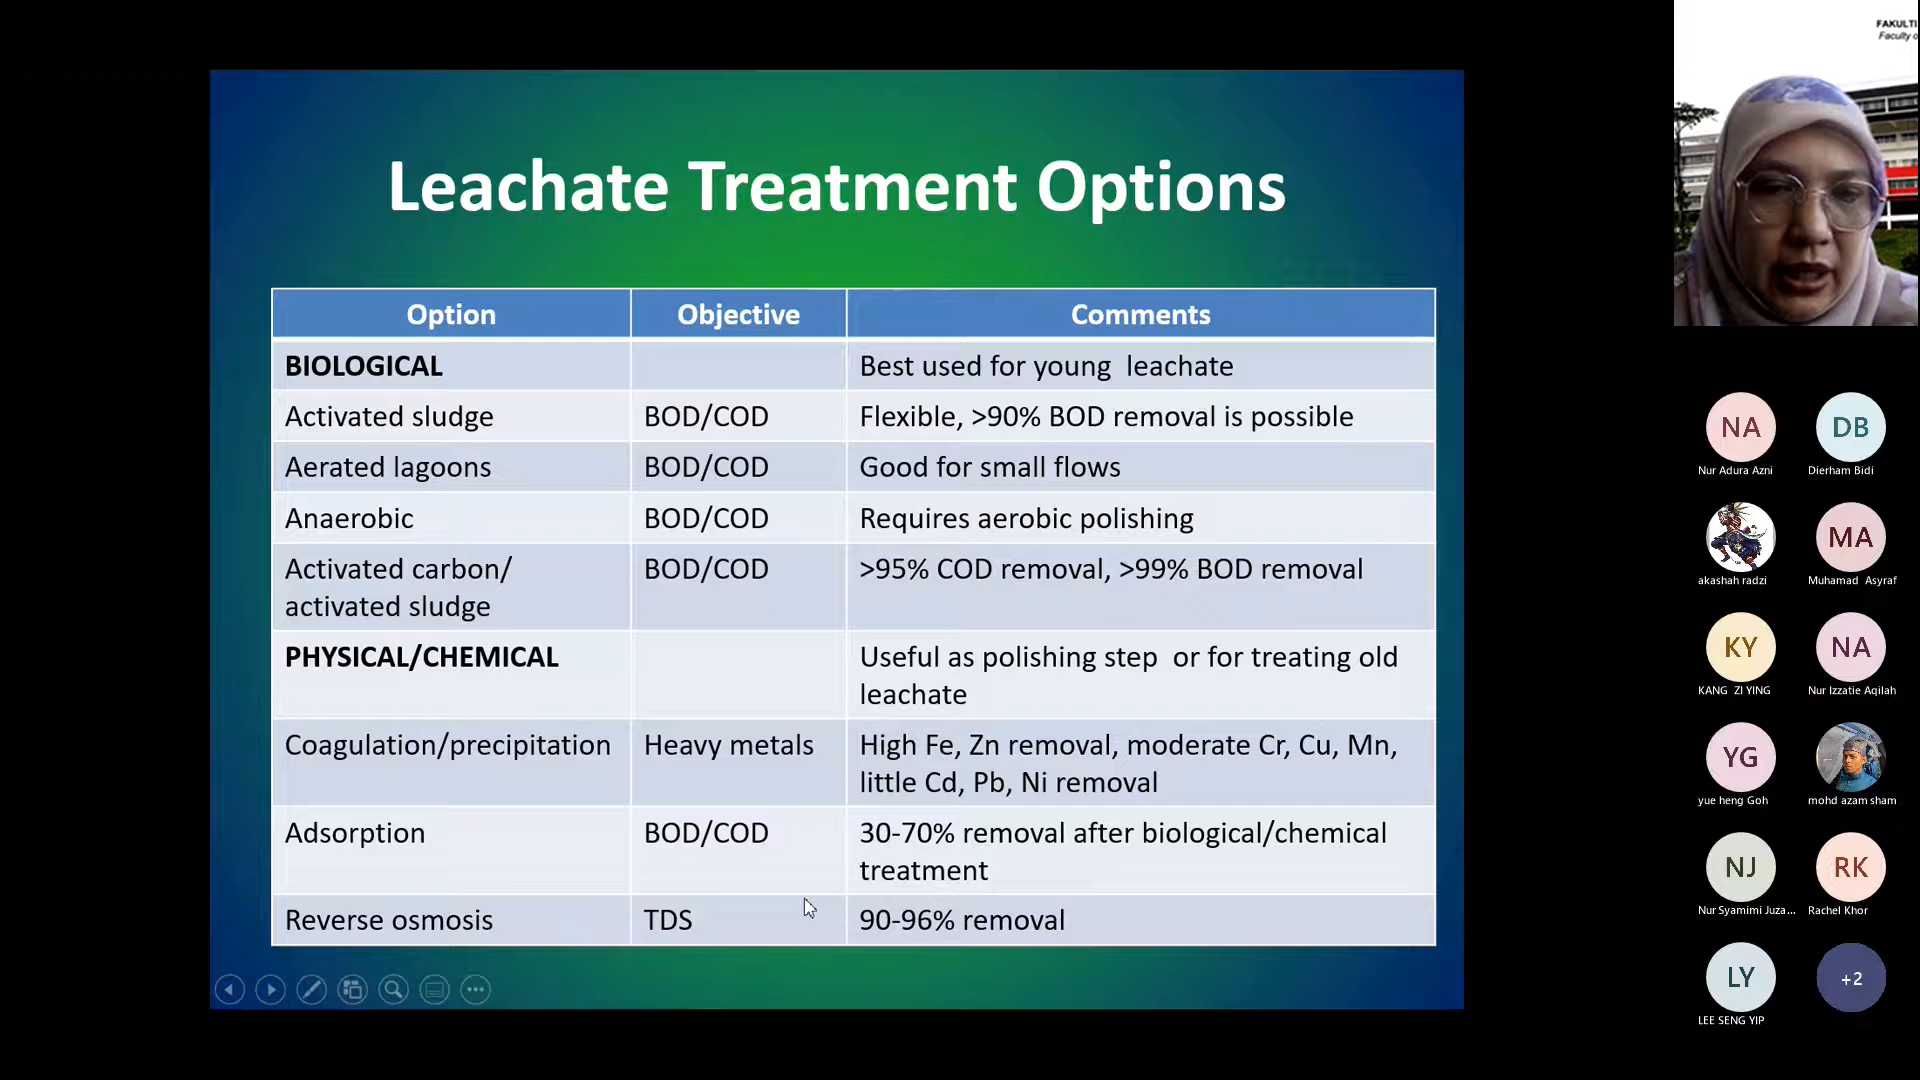 Leachate Treatment Options
Option Objective Comments
BIOLOGICAL Best used for young leachate
Activated sludge BOD/COD Flexible, >90% BOD removal is possible
Aerated lagoons BOD/COD Good for small flows
Anaerobic BOD/COD Requires aerobic polishing
Activated carbon/ BOD/COD >95% COD removal, >99% BOD removal
activated sludge
PHYSICAL/CHEMICAL Useful as polishing step or for treating old
leachate
Coagulation/precipitation Heavy metals High Fe, Zn removal, moderate Cr, Cu, Mn,
little Cd, Pb, Ni removal
Adsorption BOD/COD 30-70% removal after biological/chemical
treatment
Reverse osmosis TDS 90-96% removal
FAKULTI
Faculty o
NA DB
Nur Adura Azni Dierham Bidi
MA
akashah radzi Muhamad Asyraf
KY NA
KANG ZI YING Nur Izzatie Aqilah
YG
yue heng Goh mohd azam sham
NJ RK
Nur Syamimi Juza... Rachel Khor
LY +2
LEE SENG YIP